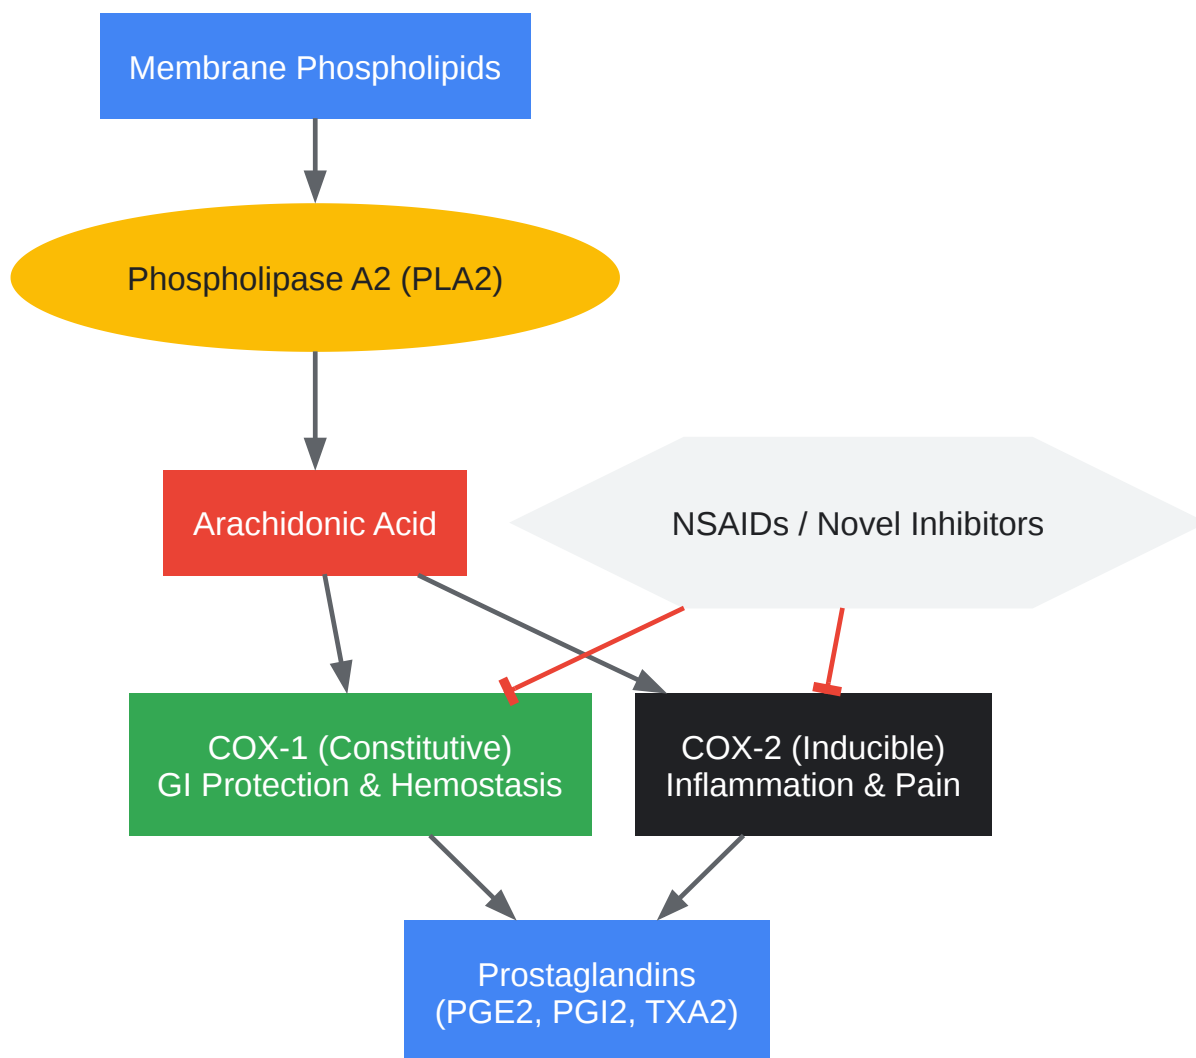 Membrane Phospholipids
Phospholipase A2 (PLA2)
Arachidonic Acid
NSAIDs / Novel Inhibitors
COX-1 (Constitutive)
GI Protection & Hemostasis
COX-2 (Inducible)
Inflammation & Pain
Prostaglandins
(PGE2, PGI2, TXA2)